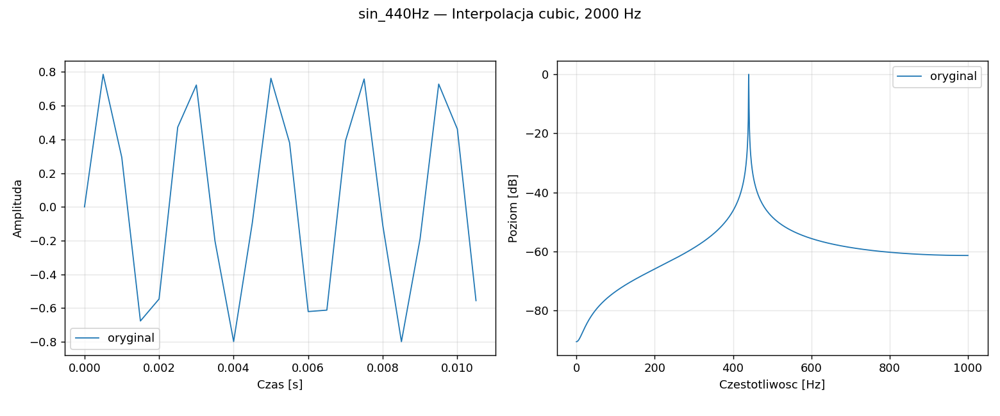 sin_440Hz — Interpolacja cubic, 2000 Hz
Amplituda
0.8
0.6
0.4
0.2
0.0
−0.2
−0.4
−0.6
−0.8
oryginal
0.000 0.002 0.004 0.006 0.008 0.010
Czas [s]
Poziom [dB]
0
−20
−40
−60
−80
oryginal
0 200 400 600 800 1000
Czestotliwosc [Hz]